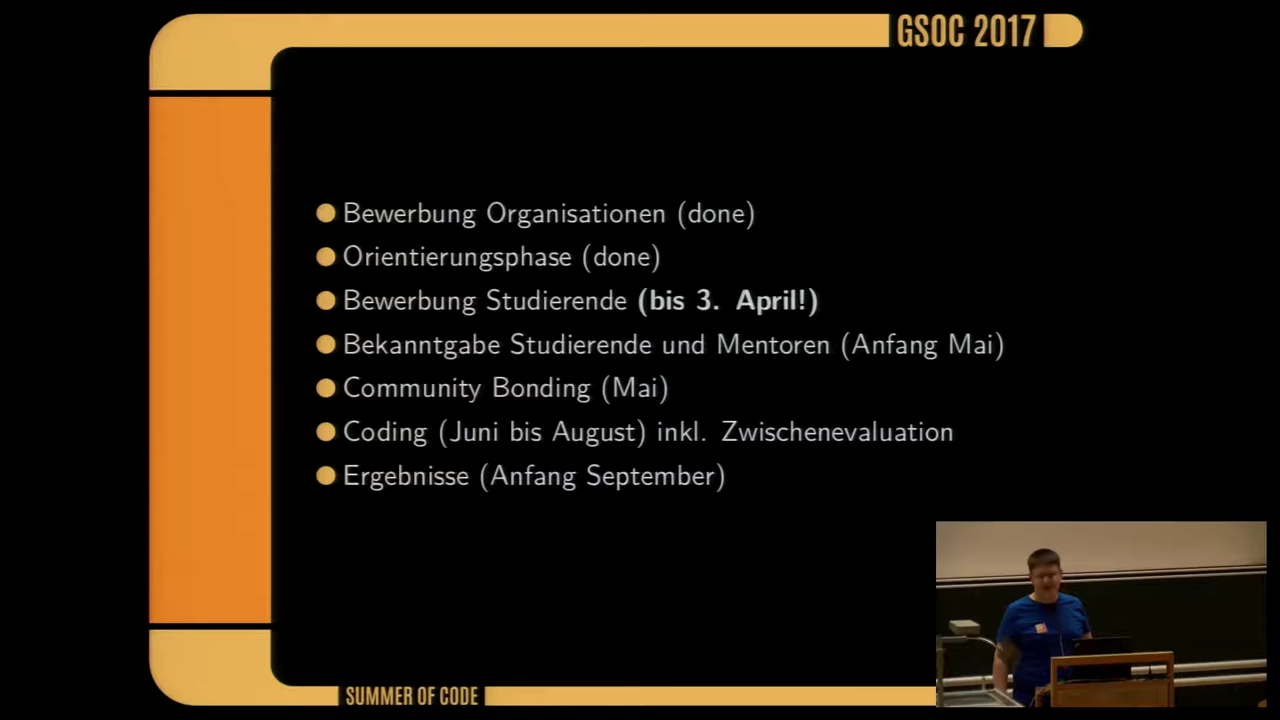 GSOC 2017
Bewerbung Organisationen (done)
Orientierungsphase (done)
Bewerbung Studierende (bis 3. April!)
Bekanntgabe Studierende und Mentoren (Anfang Mai)
Community Bonding (Mai)
Coding (Juni bis August) inkl. Zwischenevaluation
Ergebnisse (Anfang September)
SUMMER OF CODE